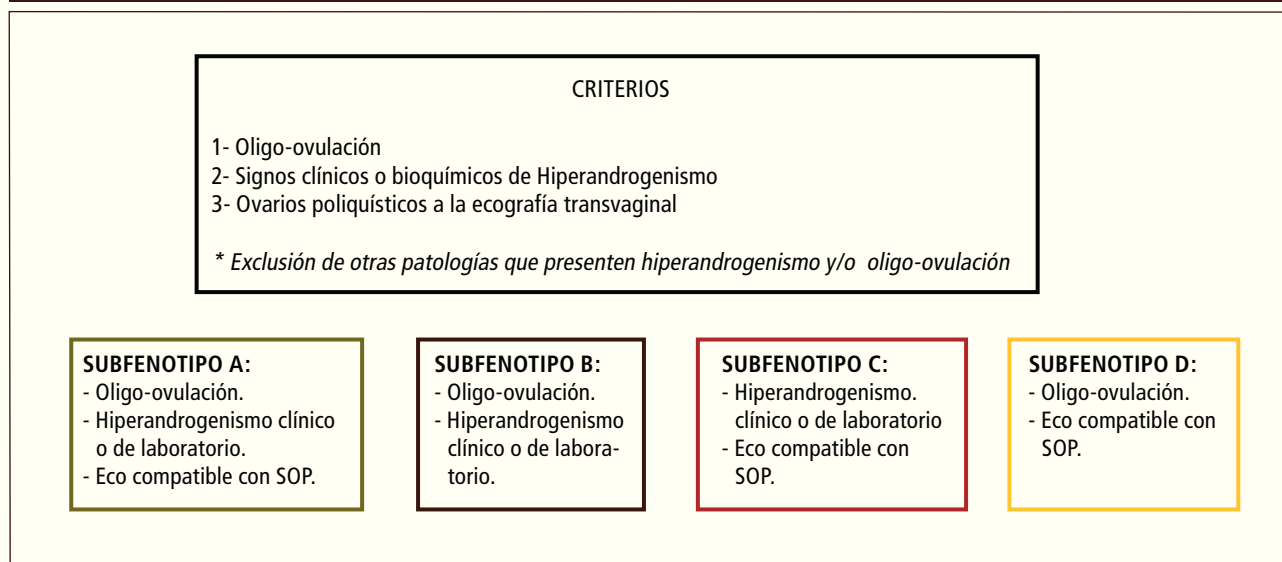 CRITERIOS
1- Oligo-ovulación
2- Signos clínicos o bioquímicos de Hiperandrogenismo
3- Ovarios poliquísticos a la ecografía transvaginal
* Exclusión de otras patologías que presenten hiperandrogenismo y/o oligo-ovulación
SUBFENOTIPO A:
- Oligo-ovulación.
- Hiperandrogenismo clínico
o de laboratorio.
- Eco compatible con SOP.
SUBFENOTIPO B:
- Oligo-ovulación.
- Hiperandrogenismo
clínico o de labora-
torio.
SUBFENOTIPO C:
- Hiperandrogenismo.
clínico o de laboratorio
- Eco compatible con
SOP.
SUBFENOTIPO D:
- Oligo-ovulación.
- Eco compatible con
SOP.